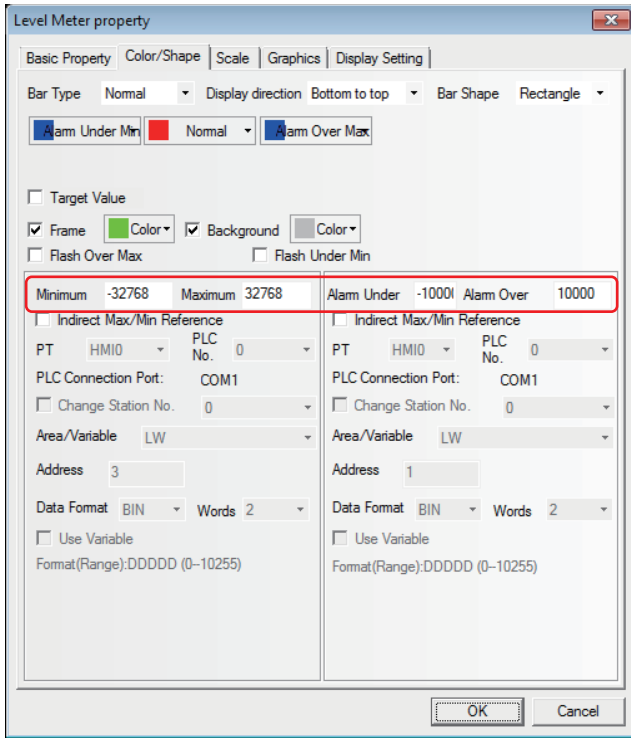 Level Meter property
Basic Property Color/Shape Scale Graphics Display Setting
Bar Type Normal Display direction Bottom to top Bar Shape Rectangle
Alarm Under Min Normal Alarm Over Max
Target Value
Frame Color Background Color
Flash Over Max Flash Under Min
Minimum -32768 Maximum 32768 Alarm Under -1000 Alarm Over 10000
Indirect Max/Min Reference Indirect Max/Min Reference
PT HMI0 PLC No. 0 PT HMI0 PLC No. 0
PLC Connection Port: COM1 PLC Connection Port: COM1
Change Station No. 0 Change Station No. 0
Area/Variable LW Area/Variable LW
Address 3 Address 1
Data Format BIN Words 2 Data Format BIN Words 2
Use Variable Use Variable
Format(Range):DDDDD (0--10255) Format(Range):DDDDD (0--10255)
OK Cancel